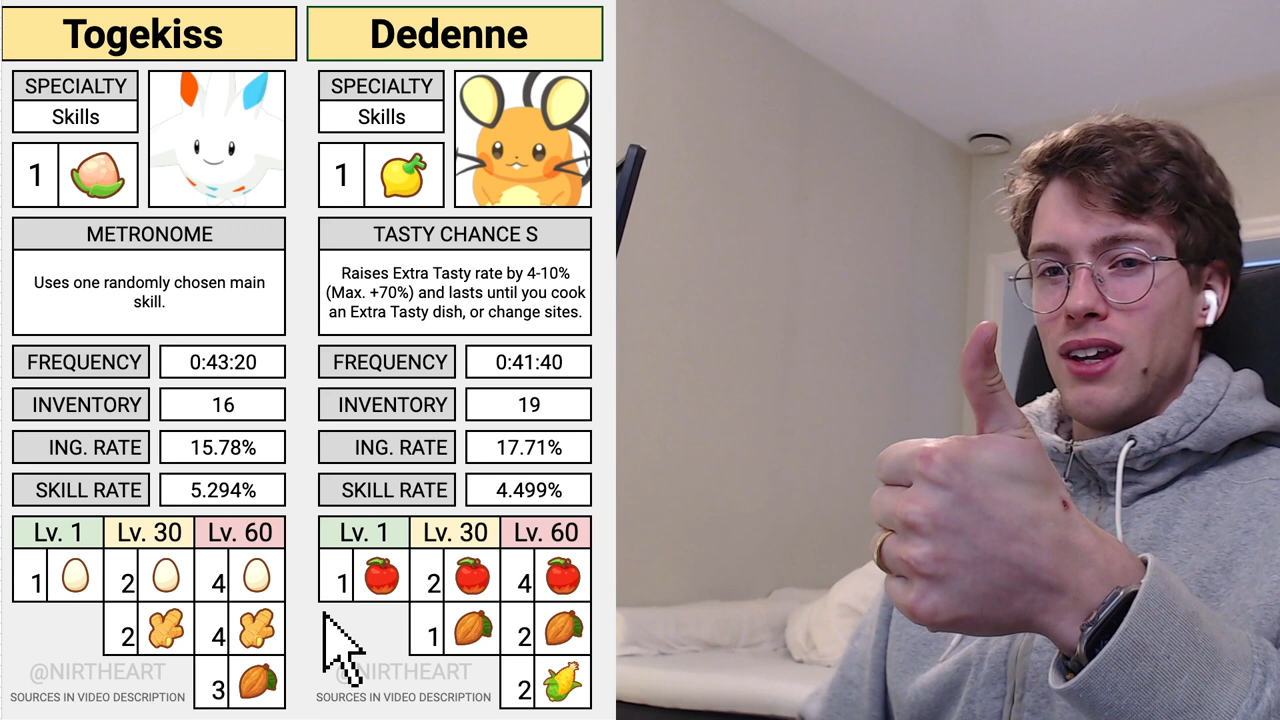 Togekiss
SPECIALTY
Skills
1
METRONOME
Uses one randomly chosen main
skill.
FREQUENCY 0:43:20
INVENTORY 16
ING. RATE 15.78%
SKILL RATE 5.294%
Lv. 1 Lv. 30 Lv. 60
1 2 4
2 4
3
@NIRTHEART
SOURCES IN VIDEO DESCRIPTION
Dedenne
SPECIALTY
Skills
1
TASTY CHANCE S
Raises Extra Tasty rate by 4-10%
(Max. +70%) and lasts until you cook
an Extra Tasty dish, or change sites.
FREQUENCY 0:41:40
INVENTORY 19
ING. RATE 17.71%
SKILL RATE 4.499%
Lv. 1 Lv. 30 Lv. 60
1 2 4
1 2
2
@NIRTHEART
SOURCES IN VIDEO DESCRIPTION